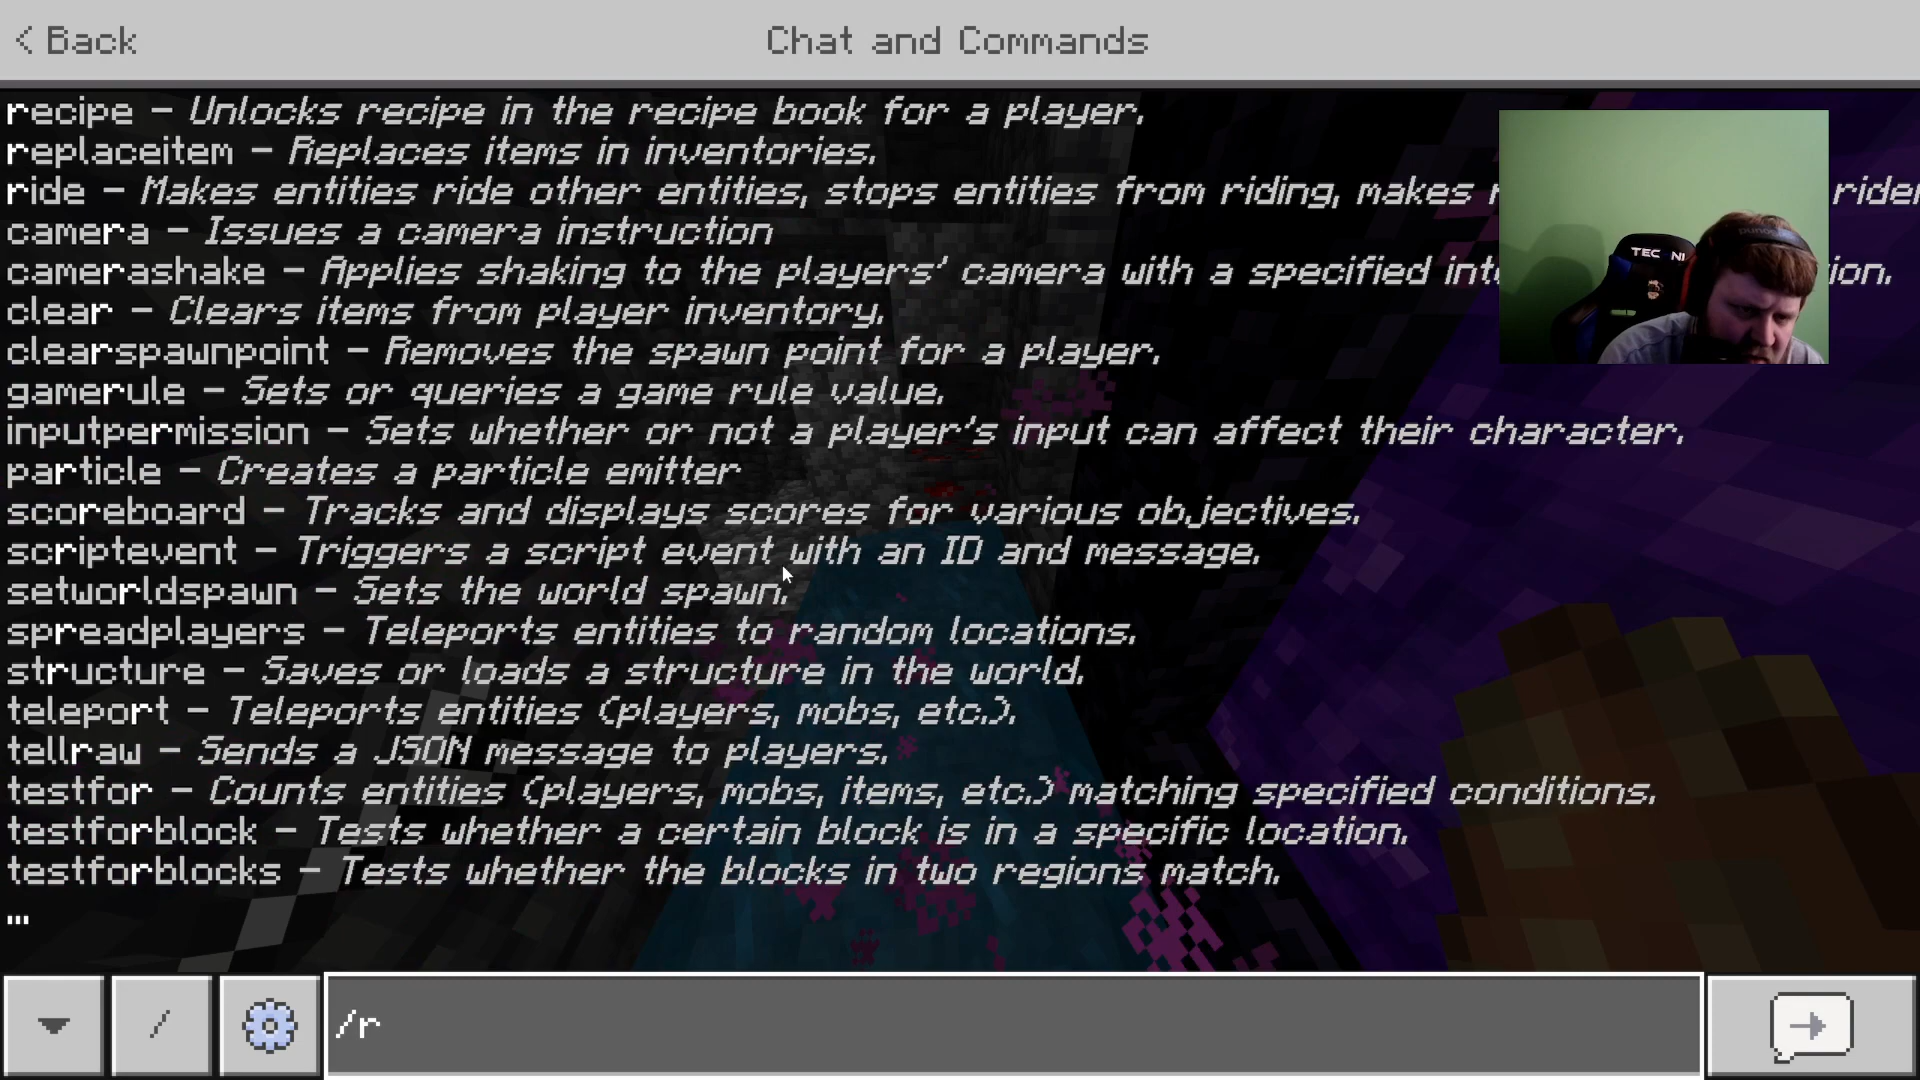 < Back
Chat and Commands
recipe - Unlocks recipe in the recipe book for a player.
replaceitem - Replaces items in inventories.
ride - Makes entities ride other entities, stops entities from riding, makes
camera - Issues a camera instruction
camerashake - Applies shaking to the players' camera with a specified
clear - Clears items from player inventory.
clearspawnpoint - Removes the spawn point for a player.
gamerule - Sets or queries a game rule value.
inputpermission - Sets whether or not a player's input can affect their character.
particle - Creates a particle emitter
scoreboard - Tracks and displays scores for various objectives.
scriptevent - Triggers a script event with an ID and message.
setworldspawn - Sets the world spawn.
spreadplayers - Teleports entities to random locations.
structure - Saves or loads a structure in the world.
teleport - Teleports entities (players, mobs, etc.).
tellraw - Sends a JSON message to players.
testfor - Counts entities (players, mobs, items, etc.) matching specified conditions.
testforblock - Tests whether a certain block is in a specific location.
testforblocks - Tests whether the blocks in two regions match.
...
/
/r
TEC NI